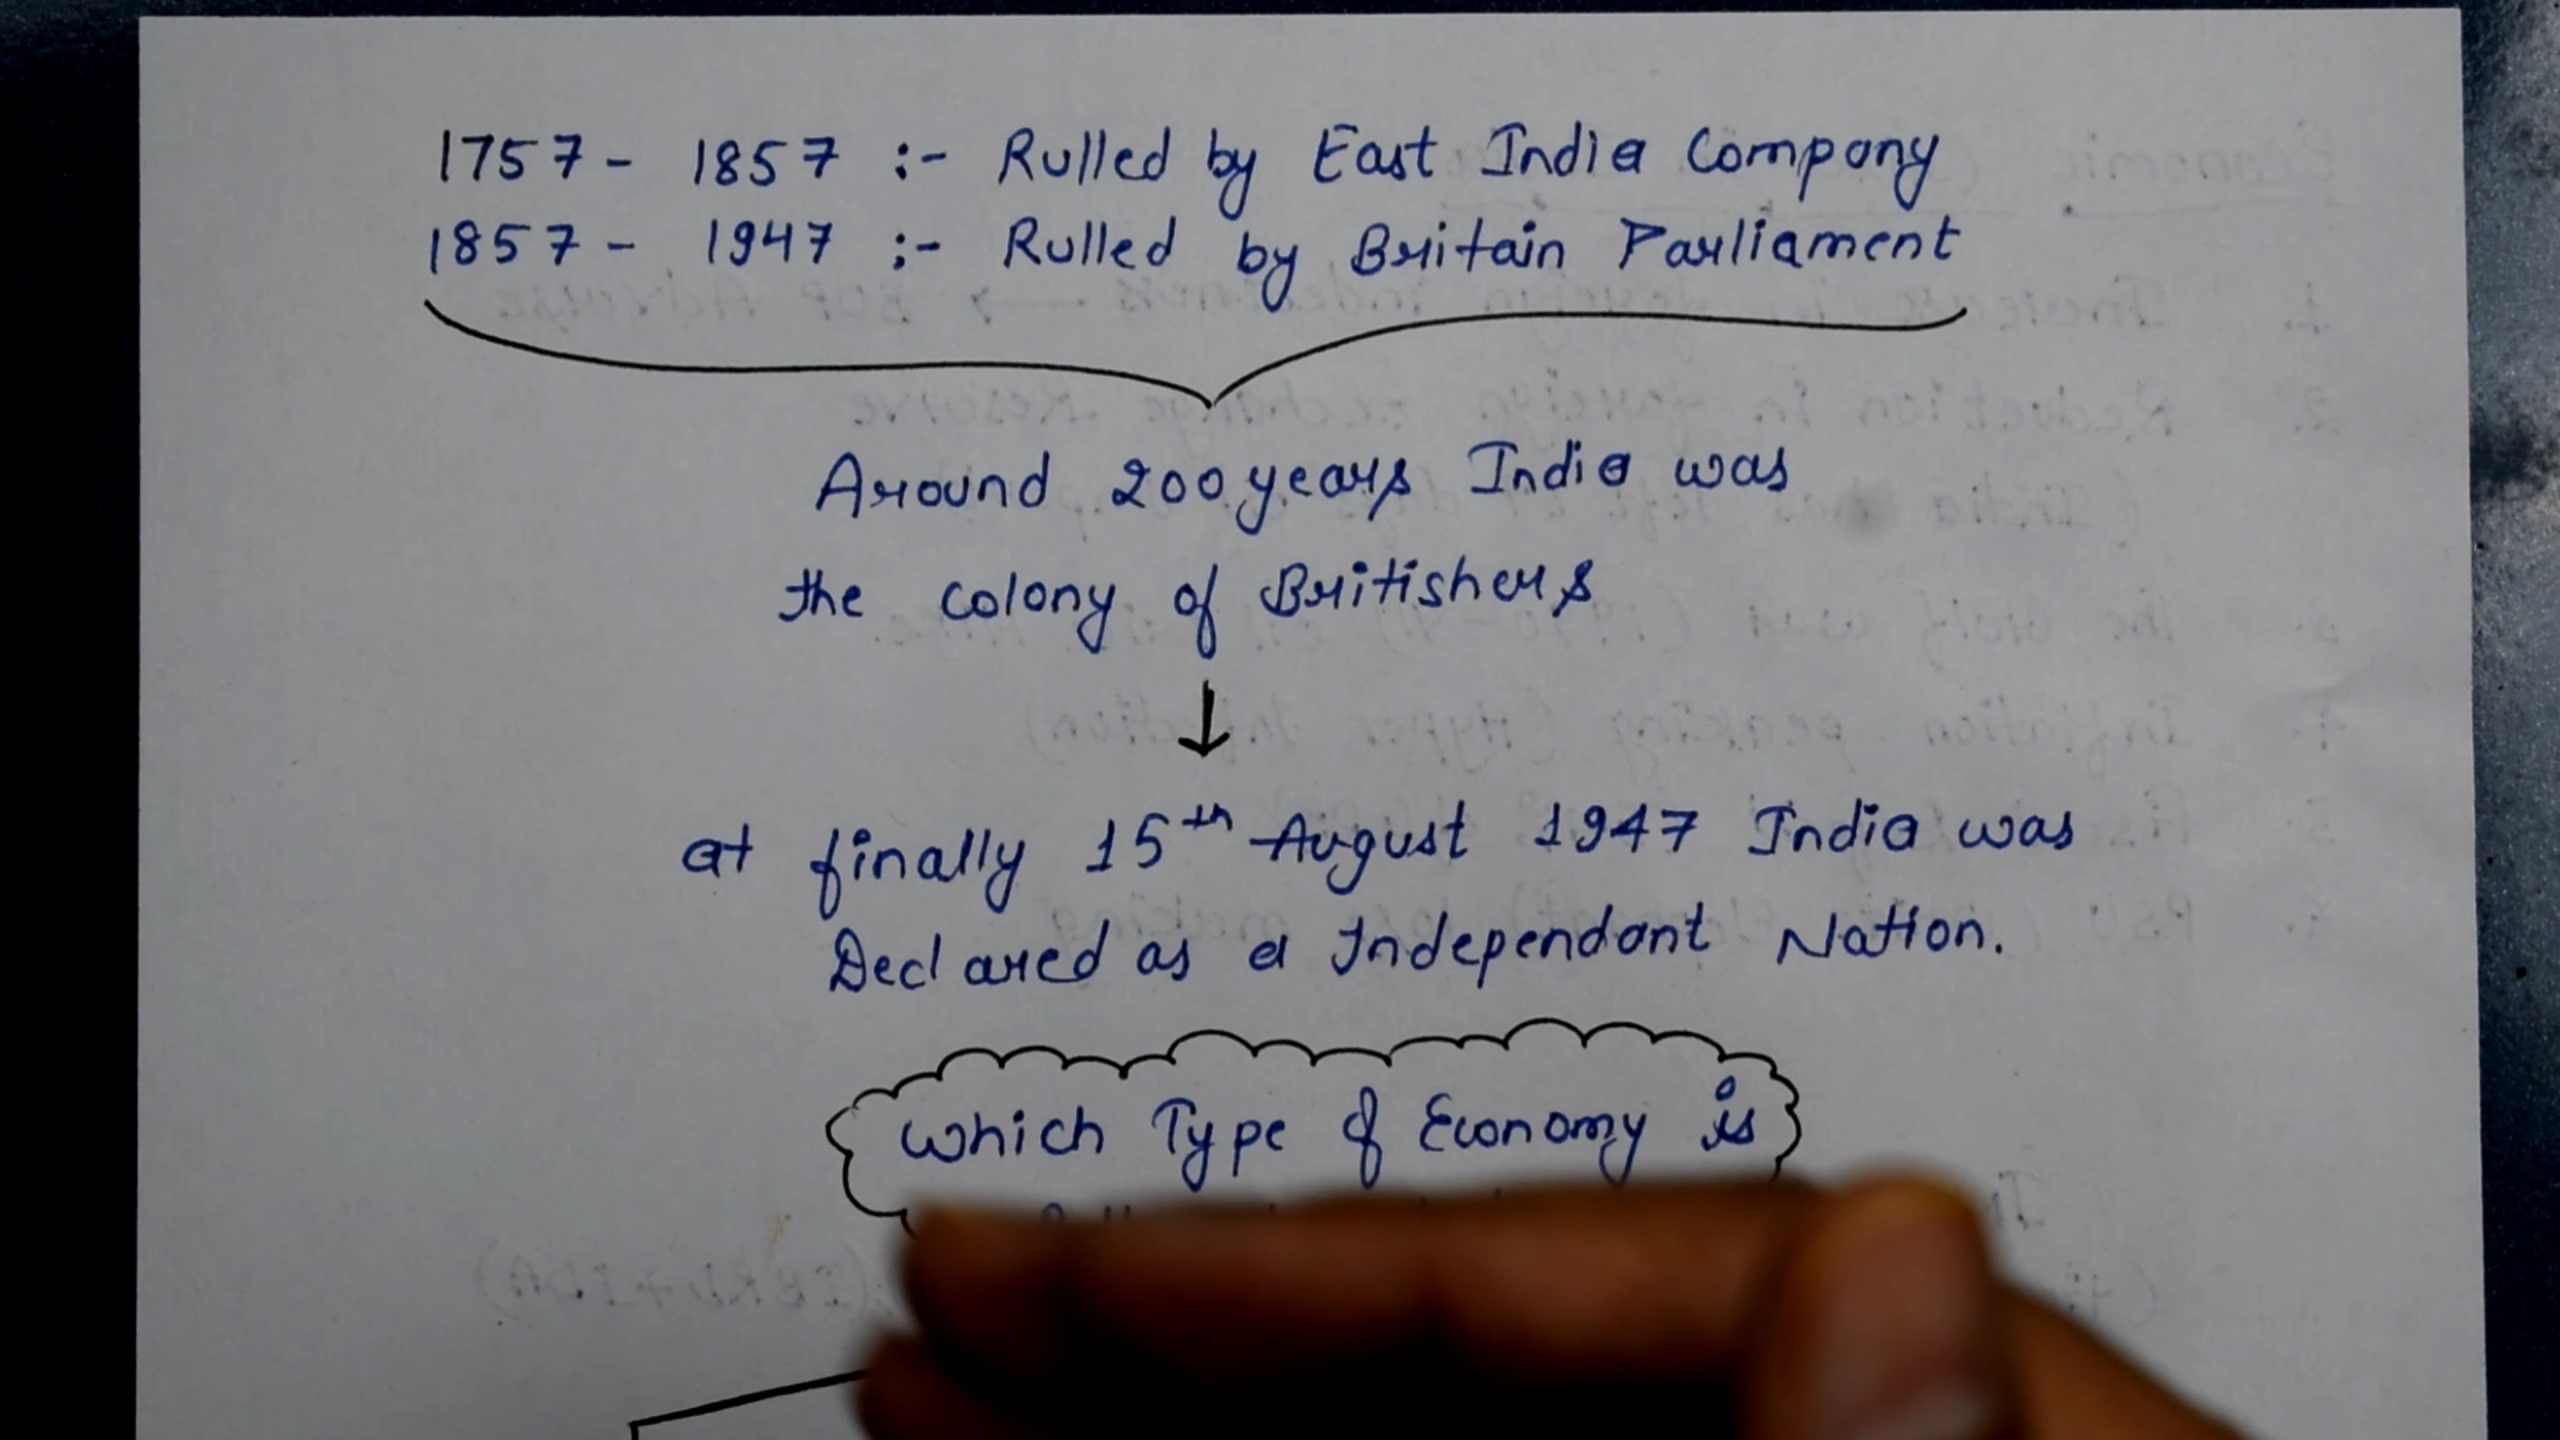 1757 - 1857 :- Rulled by East India Company
1857 - 1947 :- Rulled by Britain Parliament
Around 200 years India was
the colony of Britishers
at finally 15th August 1947 India was
Declared as a Independant Nation.
which Type of Economy is